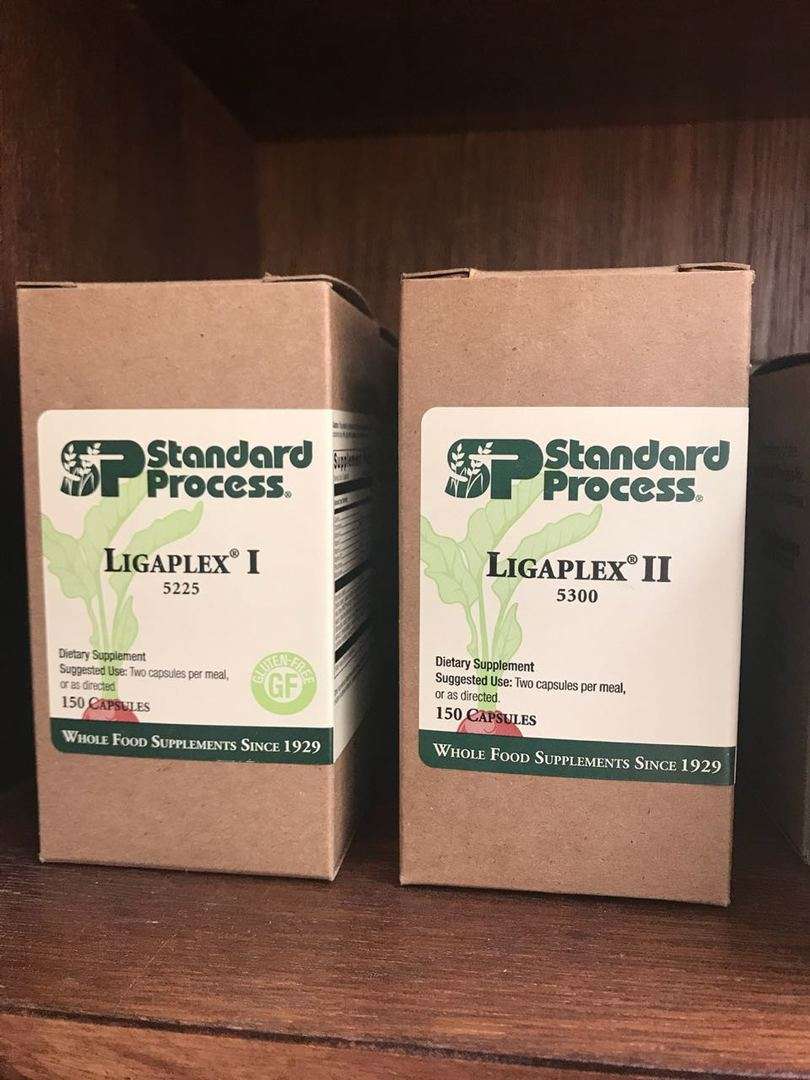 SP Standard
Process®
LIGAPLEX® I
5225
Dietary Supplement
Suggested Use: Two capsules per meal,
or as directed
150 CAPSULES
GLUTEN-FREE
GF
WHOLE FOOD SUPPLEMENTS SINCE 1929
SP Standard
Process®
LIGAPLEX® II
5300
Dietary Supplement
Suggested Use: Two capsules per meal,
or as directed.
150 CAPSULES
WHOLE FOOD SUPPLEMENTS SINCE 1929